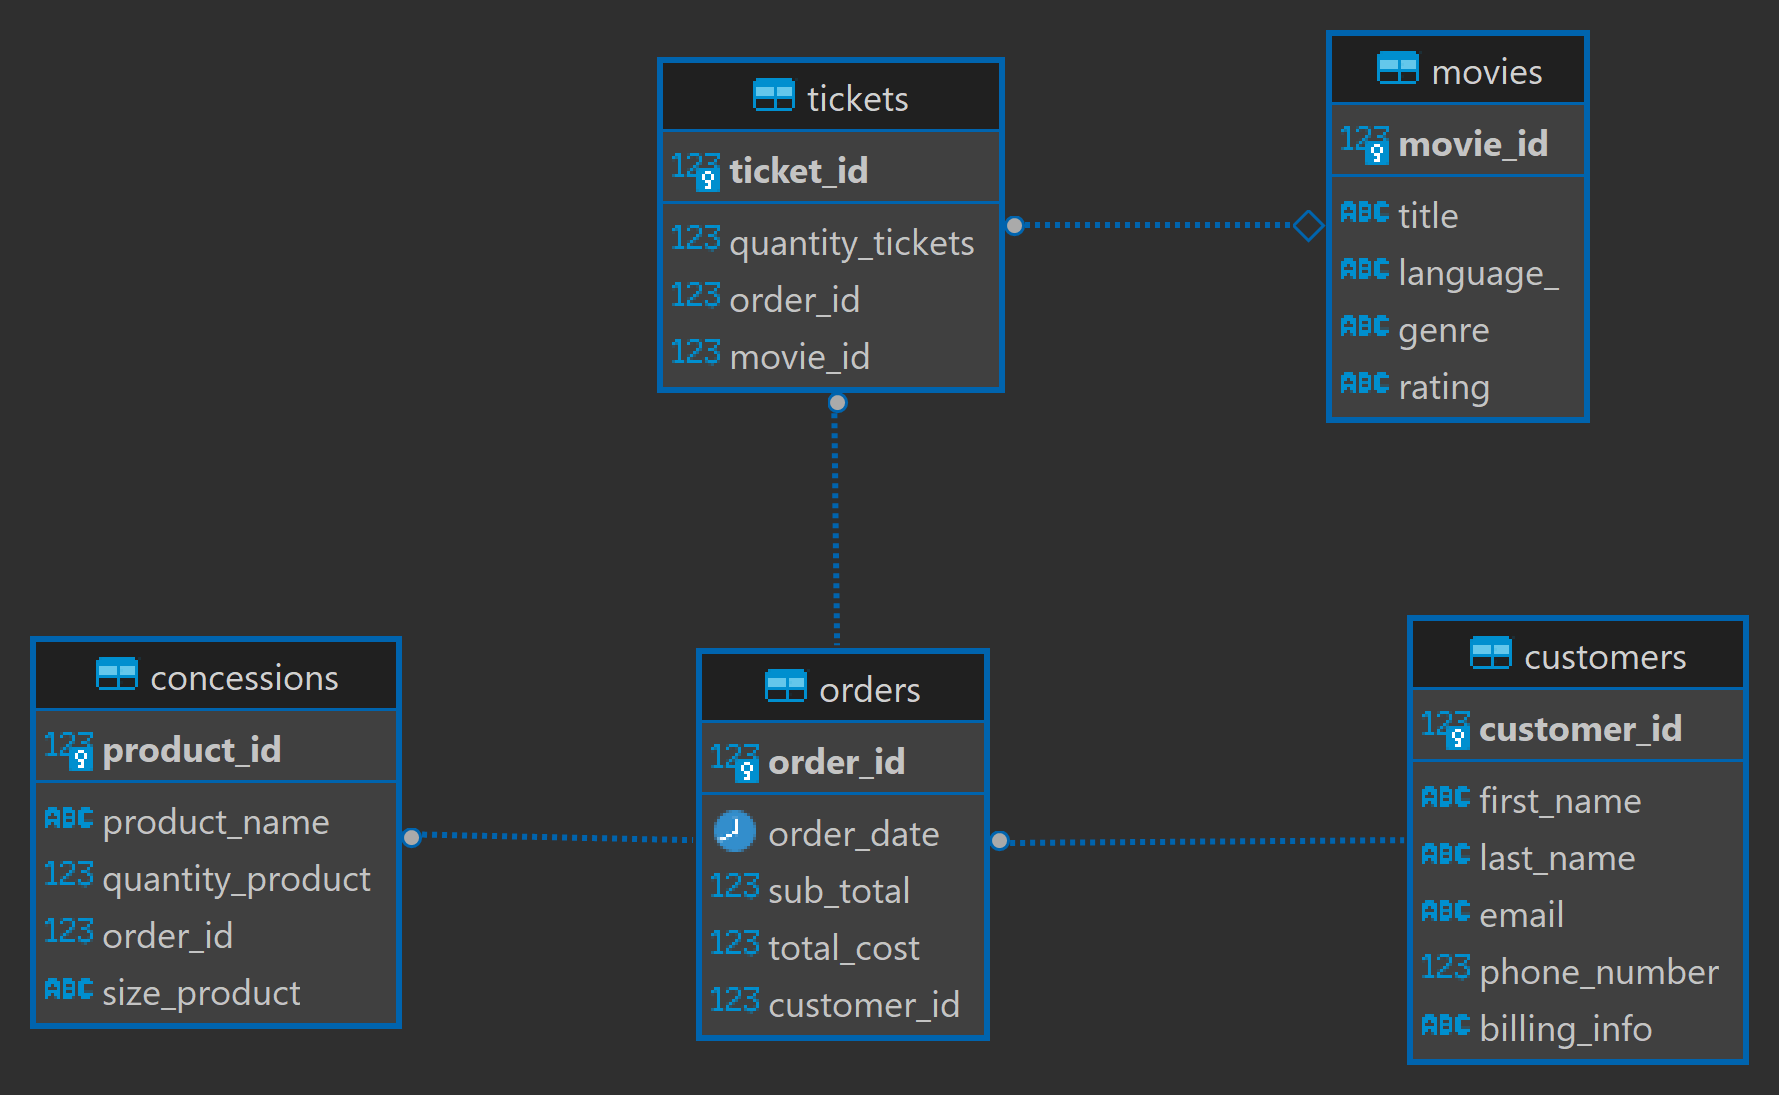 tickets
123 ticket_id
123 quantity_tickets
123 order_id
123 movie_id
movies
123 movie_id
ABC title
ABC language_
ABC genre
ABC rating
concessions
123 product_id
ABC product_name
123 quantity_product
123 order_id
ABC size_product
orders
123 order_id
order_date
123 sub_total
123 total_cost
123 customer_id
customers
123 customer_id
ABC first_name
ABC last_name
ABC email
123 phone_number
ABC billing_info